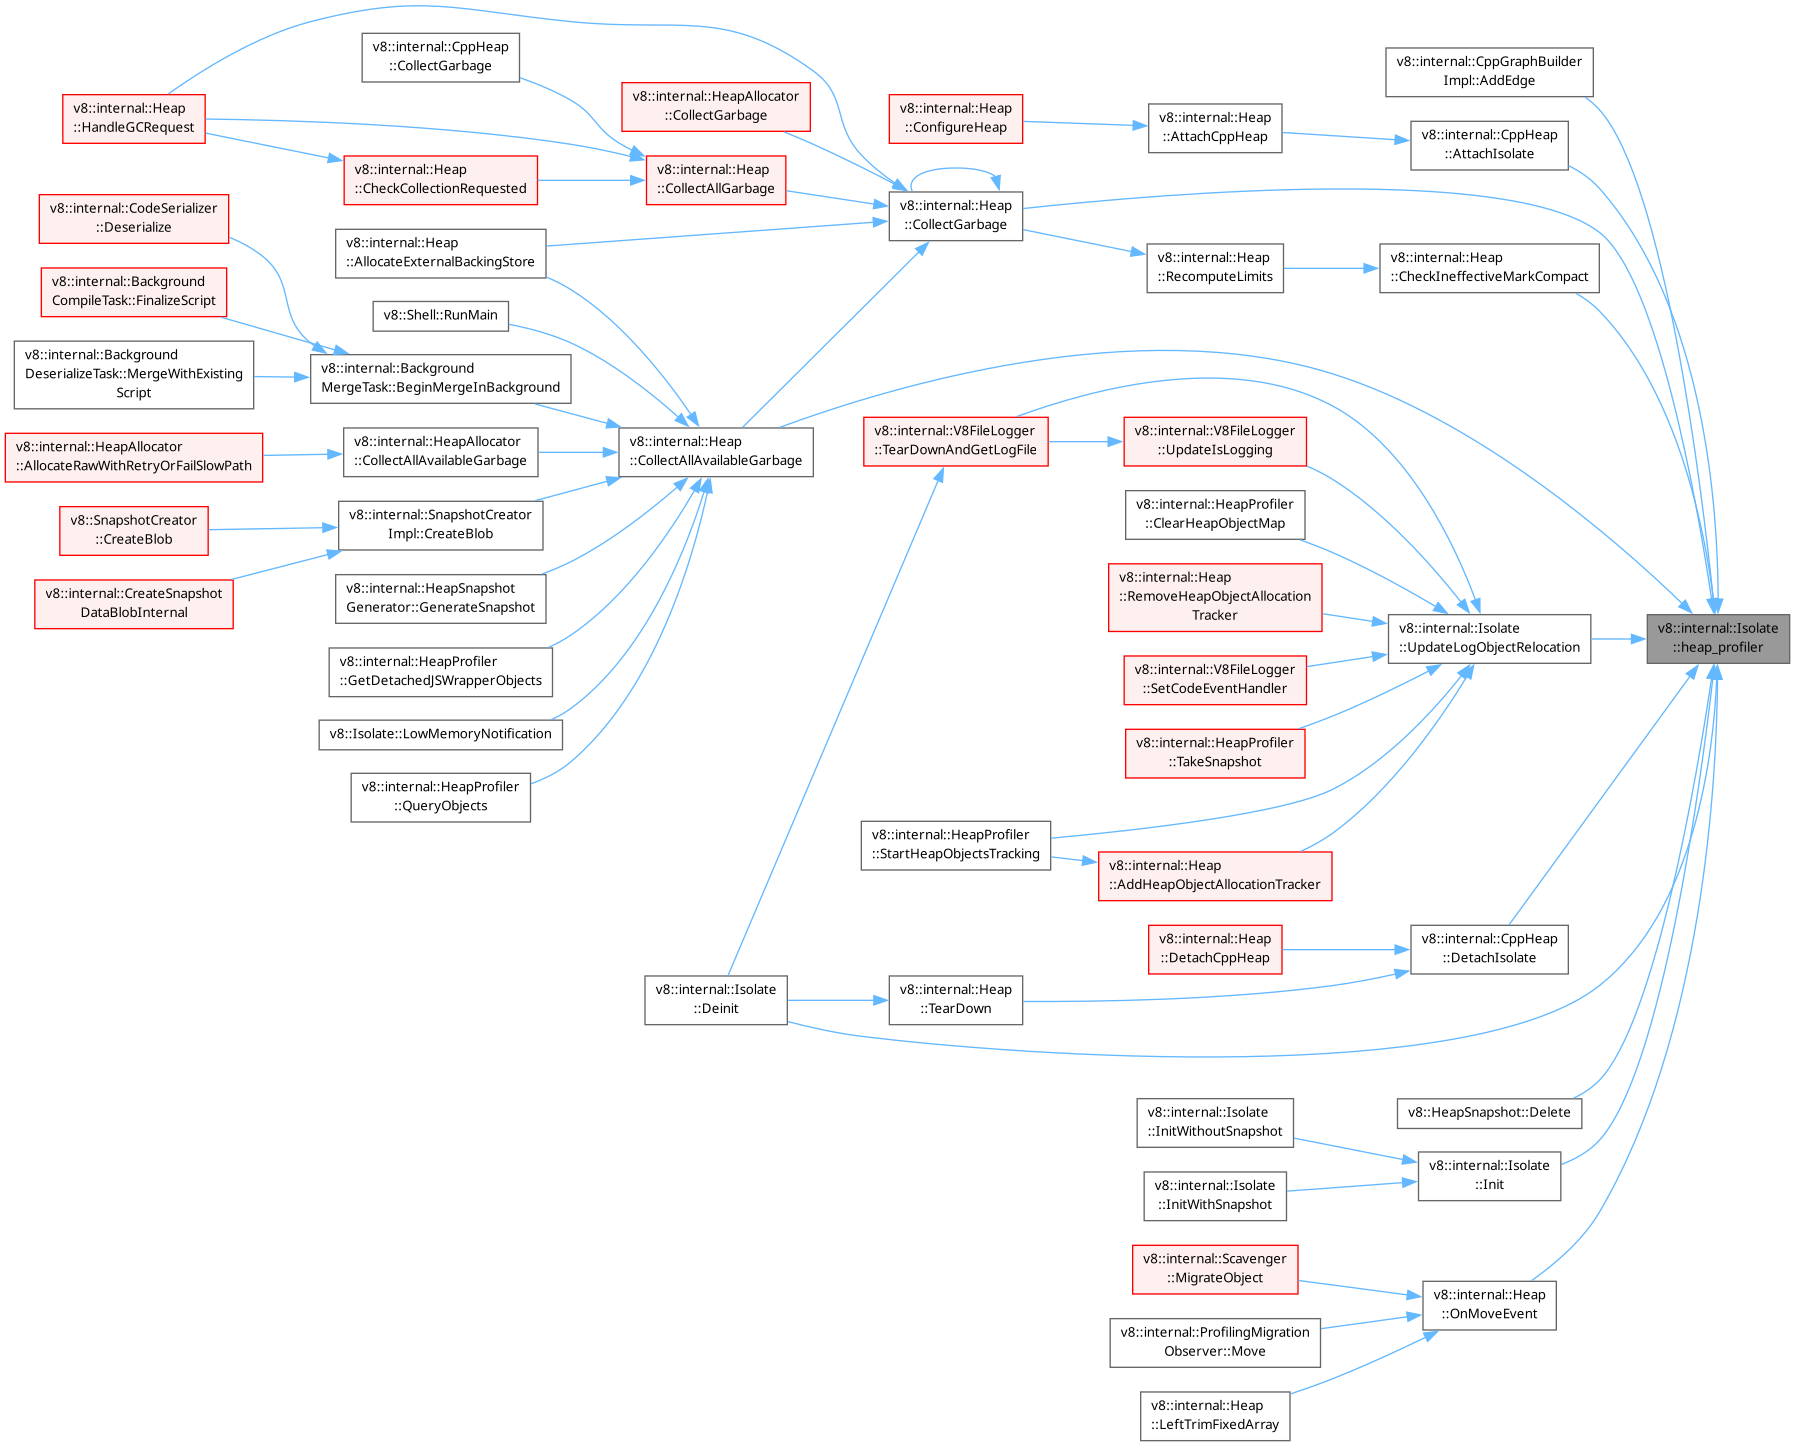 v8::internal::CppHeap
::CollectGarbage
v8::internal::CppGraphBuilder
Impl::AddEdge
v8::internal::Heap
::HandleGCRequest
v8::internal::HeapAllocator
::CollectGarbage
v8::internal::Heap
::ConfigureHeap
v8::internal::Heap
::AttachCppHeap
v8::internal::CppHeap
::AttachIsolate
v8::internal::Heap
::CheckCollectionRequested
v8::internal::Heap
::CollectAllGarbage
v8::internal::CodeSerializer
::Deserialize
v8::internal::Heap
::CollectGarbage
v8::internal::Heap
::AllocateExternalBackingStore
v8::internal::Heap
::RecomputeLimits
v8::internal::Heap
::CheckIneffectiveMarkCompact
v8::internal::Background
CompileTask::FinalizeScript
v8::Shell::RunMain
v8::internal::Background
DeserializeTask::MergeWithExisting
Script
v8::internal::Background
MergeTask::BeginMergeInBackground
v8::internal::HeapAllocator
::AllocateRawWithRetryOrFailSlowPath
v8::internal::HeapAllocator
::CollectAllAvailableGarbage
v8::internal::Heap
::CollectAllAvailableGarbage
v8::internal::V8FileLogger
::TearDownAndGetLogFile
v8::internal::V8FileLogger
::UpdateIsLogging
v8::SnapshotCreator
::CreateBlob
v8::internal::SnapshotCreator
Impl::CreateBlob
v8::internal::HeapProfiler
::ClearHeapObjectMap
v8::internal::CreateSnapshot
DataBlobInternal
v8::internal::HeapSnapshot
Generator::GenerateSnapshot
v8::internal::Heap
::RemoveHeapObjectAllocation
Tracker
v8::internal::Isolate
::UpdateLogObjectRelocation
v8::internal::Isolate
::heap_profiler
v8::internal::HeapProfiler
::GetDetachedJSWrapperObjects
v8::internal::V8FileLogger
::SetCodeEventHandler
v8::Isolate::LowMemoryNotification
v8::internal::HeapProfiler
::TakeSnapshot
v8::internal::HeapProfiler
::QueryObjects
v8::internal::HeapProfiler
::StartHeapObjectsTracking
v8::internal::Heap
::AddHeapObjectAllocationTracker
v8::internal::Heap
::DetachCppHeap
v8::internal::CppHeap
::DetachIsolate
v8::internal::Isolate
::Deinit
v8::internal::Heap
::TearDown
v8::HeapSnapshot::Delete
v8::internal::Isolate
::InitWithoutSnapshot
v8::internal::Isolate
::Init
v8::internal::Isolate
::InitWithSnapshot
v8::internal::Scavenger
::MigrateObject
v8::internal::Heap
::OnMoveEvent
v8::internal::ProfilingMigration
Observer::Move
v8::internal::Heap
::LeftTrimFixedArray